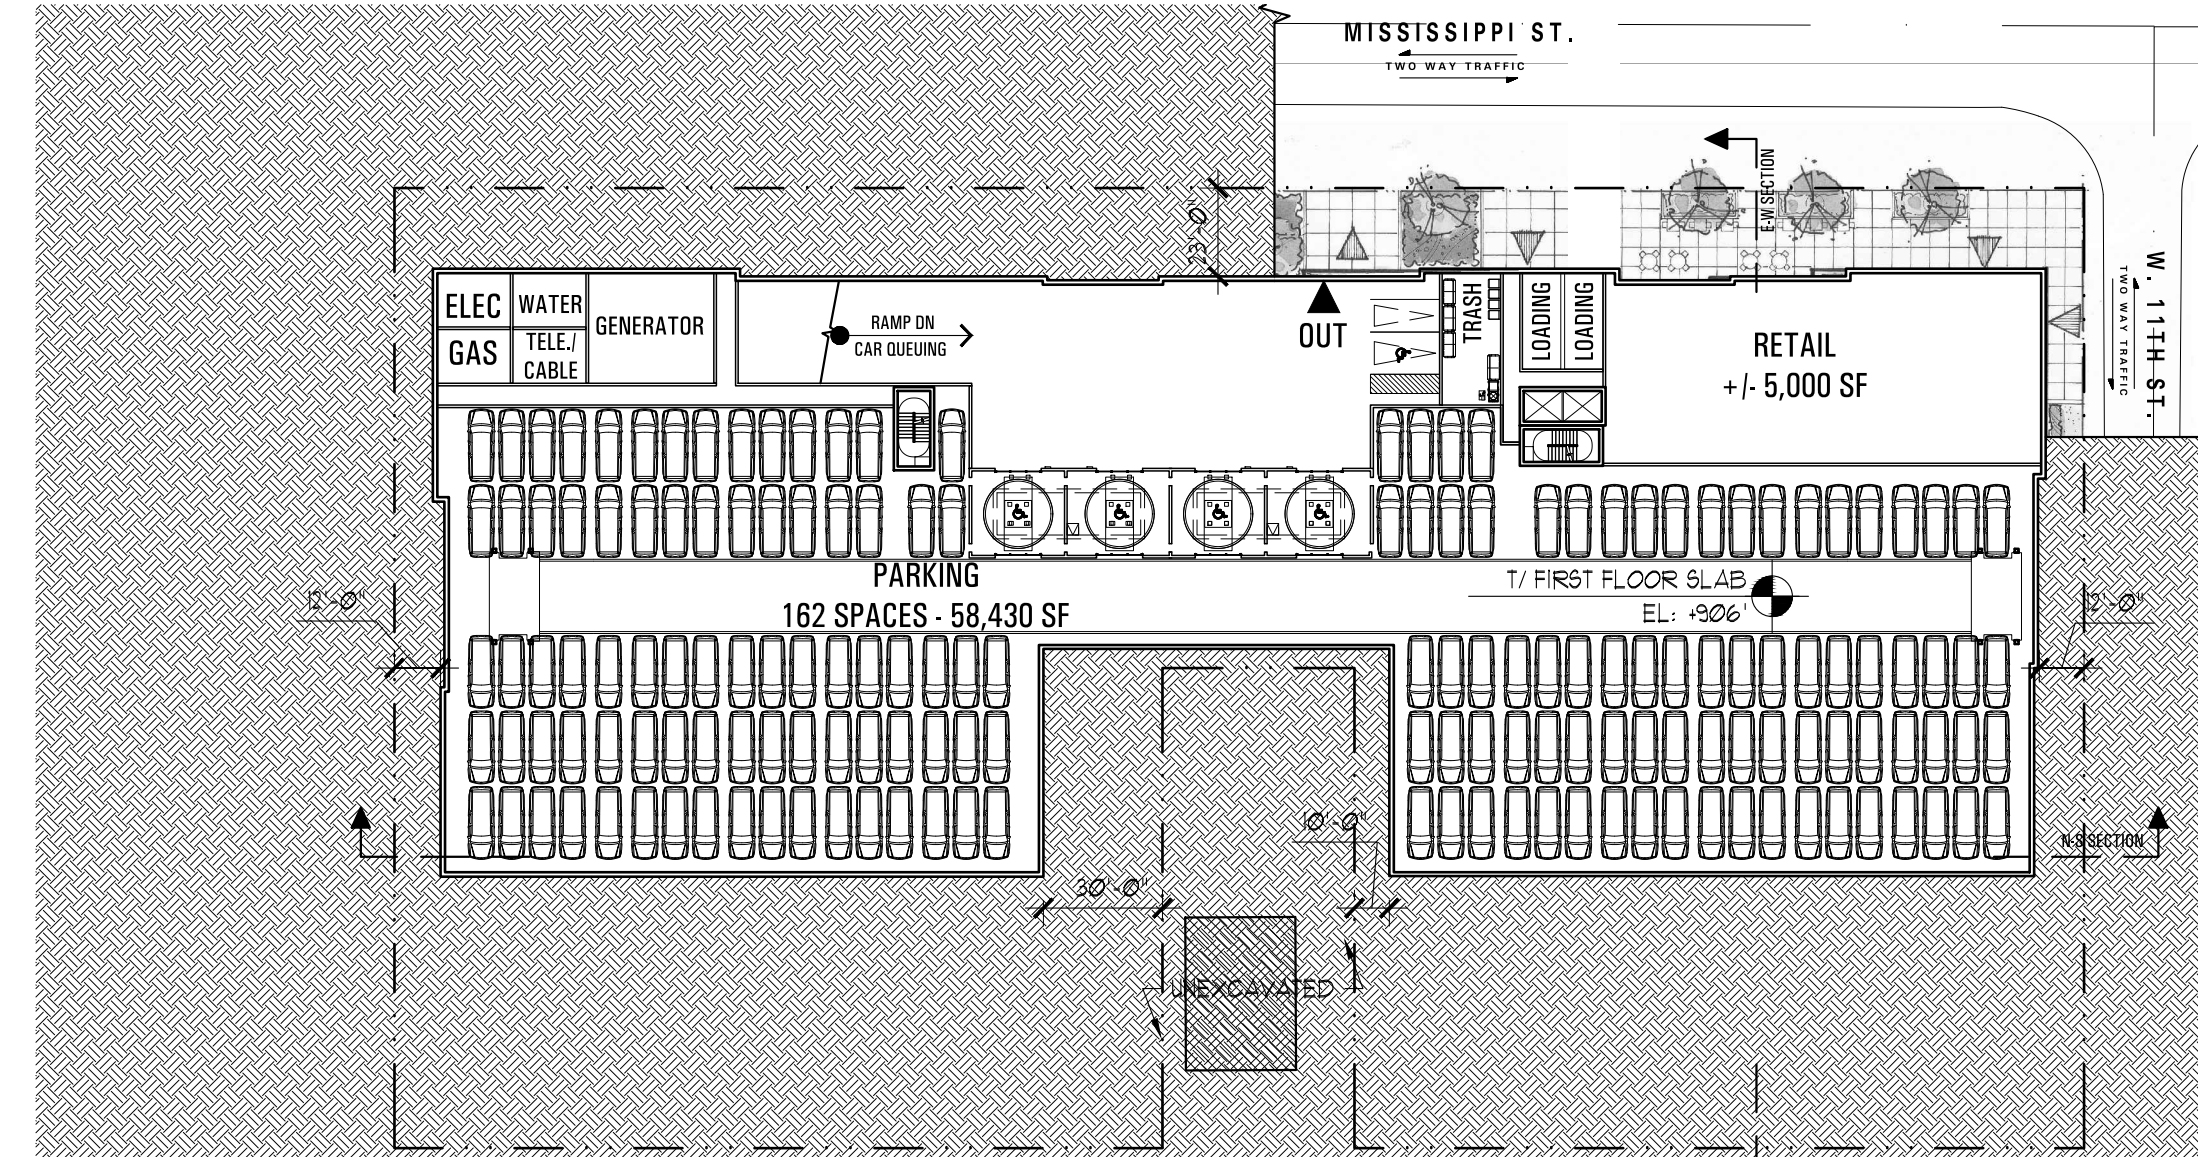 MISSISSIPPI ST.
TWO WAY TRAFFIC
E-W SECTION
W. 11TH ST.
TWO WAY TRAFFIC
23'-0"
ELEC
WATER
GENERATOR
GAS
TELE./
CABLE
RAMP DN
CAR QUEUING
OUT
TRASH
LOADING
LOADING
RETAIL
+/- 5,000 SF
PARKING
162 SPACES - 58,430 SF
T/ FIRST FLOOR SLAB
EL: +906'
12'-0"
12'-0"
10'-0"
N-S SECTION
30'-0"
UNEXCAVATED